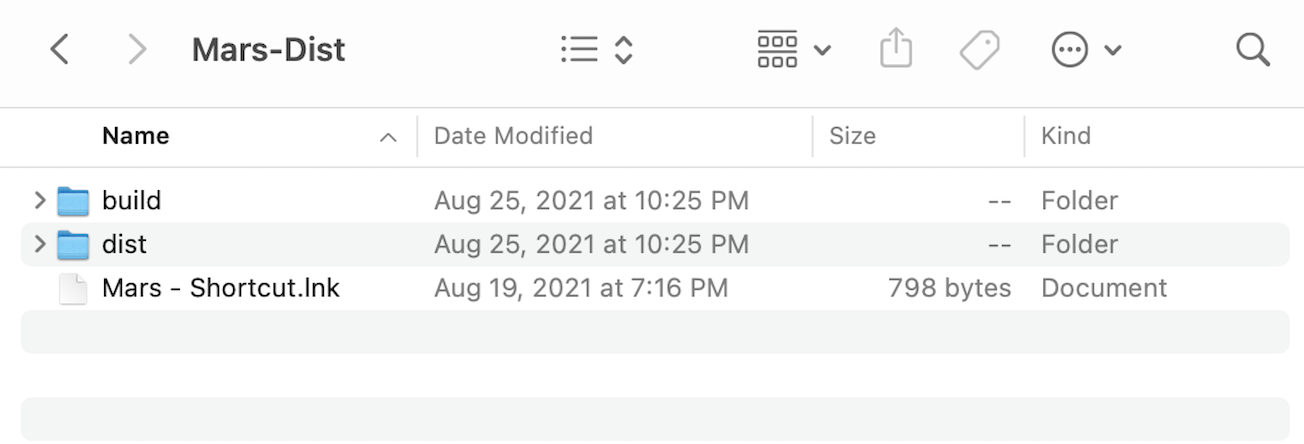 Mars-Dist
Name Date Modified Size Kind
build Aug 25, 2021 at 10:25 PM -- Folder
dist Aug 25, 2021 at 10:25 PM -- Folder
Mars - Shortcut.lnk Aug 19, 2021 at 7:16 PM 798 bytes Document